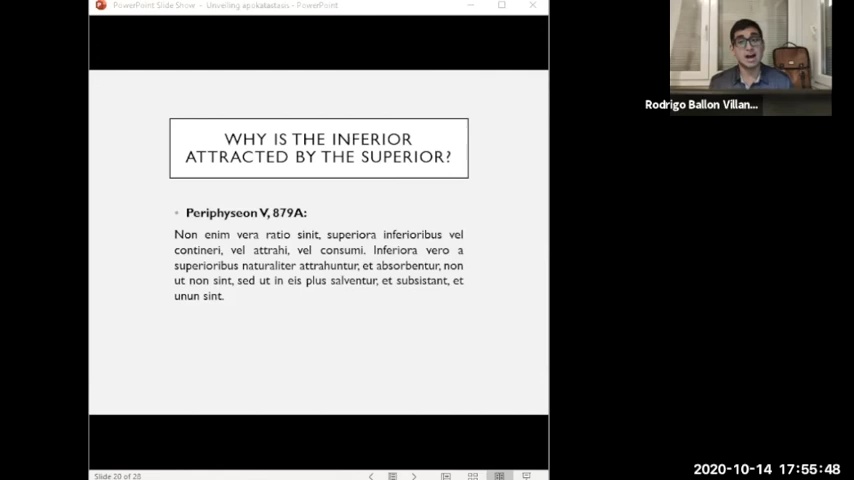 PowerPoint Slide Show - Unveiling apokatastasis - PowerPoint
Rodrigo Ballon Villan...
WHY IS THE INFERIOR
ATTRACTED BY THE SUPERIOR?
• Periphyseon V, 879A:
Non enim vera ratio sinit, superiora inferioribus vel
contineri, vel attrahi, vel consumi. Inferiora vero a
superioribus naturaliter attrahuntur, et absorbentur, non
ut non sint, sed ut in eis plus salventur, et subsistant, et
unun sint.
2020-10-14 17:55:48
Slide 20 of 28